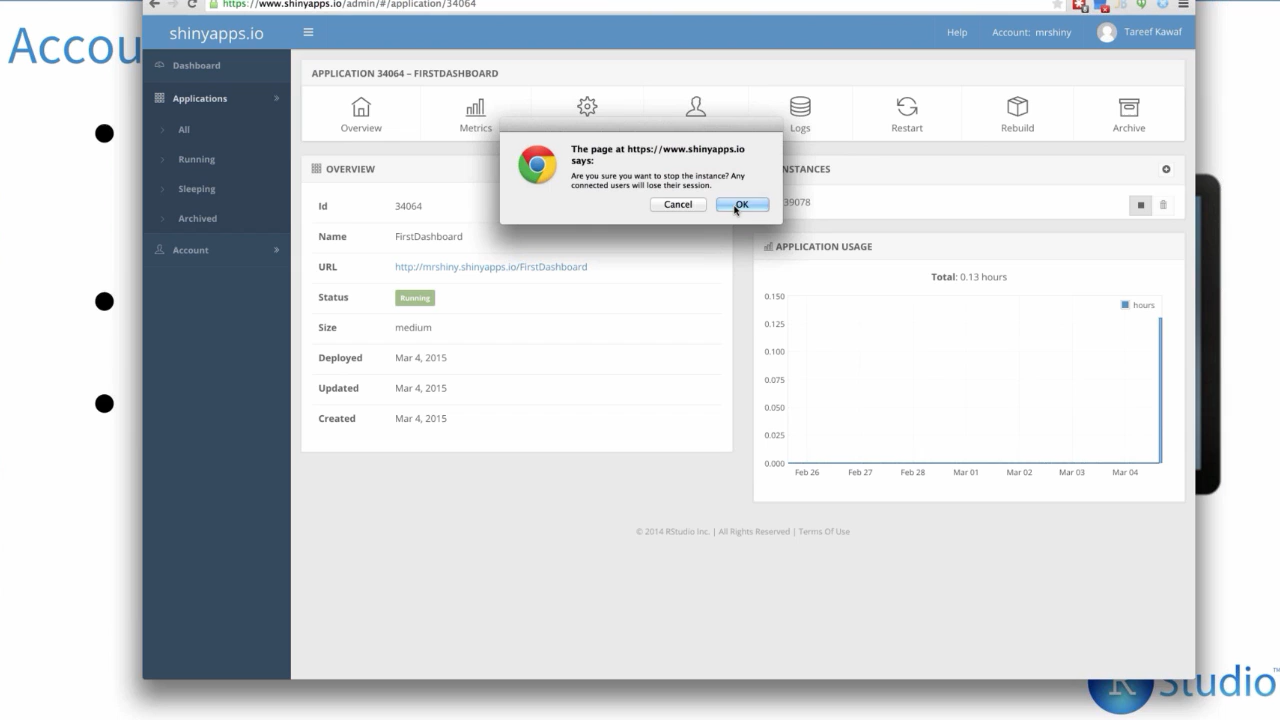 https://www.shinyapps.io/admin/#/application/34064
Accou
shinyapps.io
Help
Account: mrshiny
Tareef Kawaf
Dashboard
Applications
All
Running
Sleeping
Archived
Account
APPLICATION 34064 – FIRSTDASHBOARD
Overview
Metrics
Logs
Restart
Rebuild
Archive
The page at https://www.shinyapps.io
says:
Are you sure you want to stop the instance? Any
connected users will lose their session.
Cancel
OK
OVERVIEW
Id 34064
Name FirstDashboard
URL http://mrshiny.shinyapps.io/FirstDashboard
Status Running
Size medium
Deployed Mar 4, 2015
Updated Mar 4, 2015
Created Mar 4, 2015
NSTANCES
39078
APPLICATION USAGE
Total: 0.13 hours
hours
0.150
0.125
0.100
0.075
0.050
0.025
0.000
Feb 26 Feb 27 Feb 28 Mar 01 Mar 02 Mar 03 Mar 04
© 2014 RStudio Inc. | All Rights Reserved | Terms Of Use
R Studio™